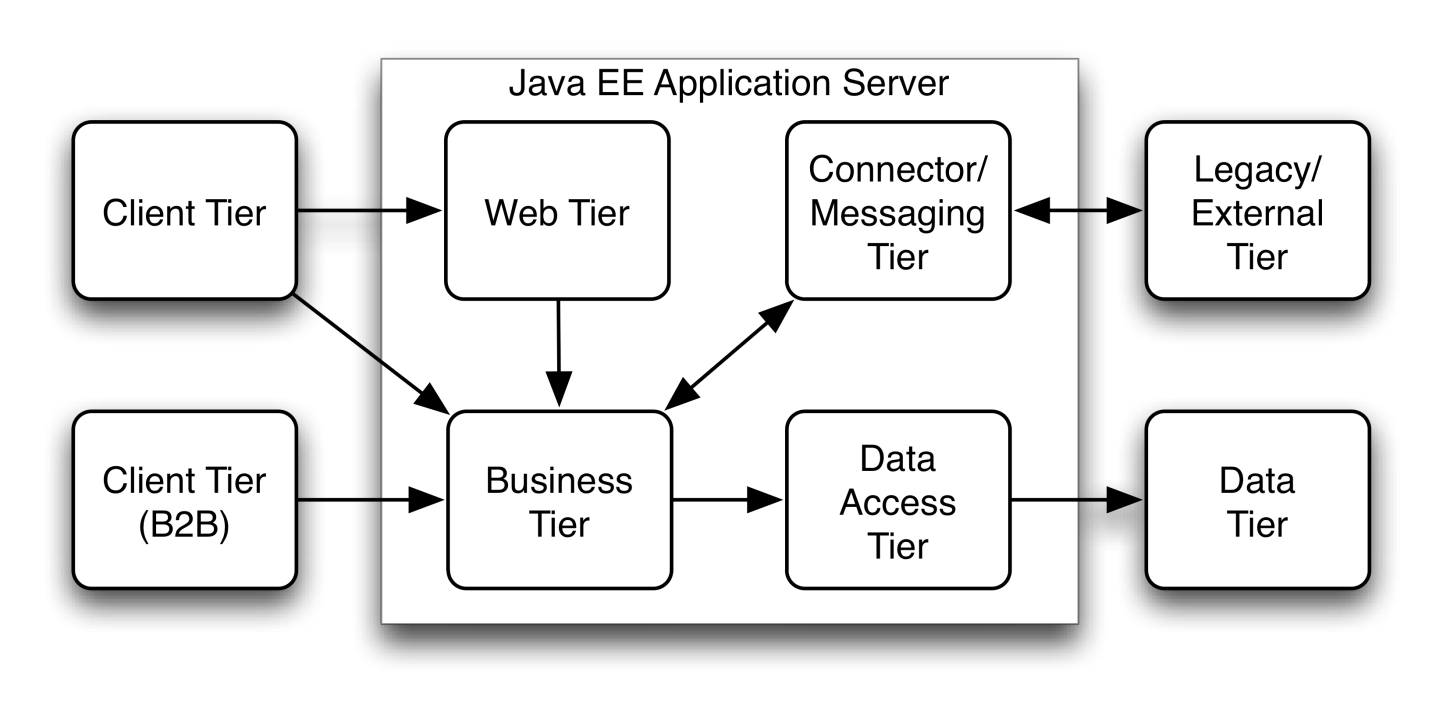 Java EE Application Server
Client Tier
Web Tier
Connector/
Messaging
Tier
Legacy/
External
Tier
Client Tier
(B2B)
Business
Tier
Data
Access
Tier
Data
Tier